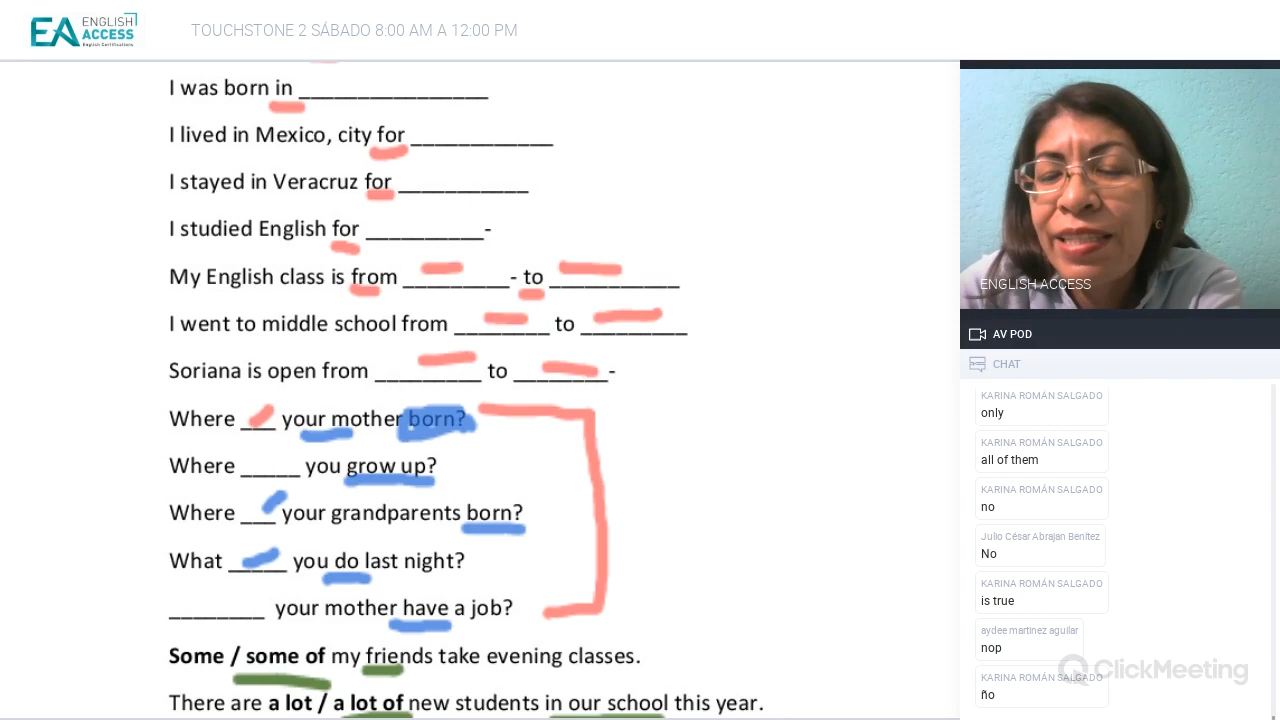 EA ENGLISH ACCESS
English Certifications
TOUCHSTONE 2 SÁBADO 8:00 AM A 12:00 PM
I was born in ________________
I lived in Mexico, city for ____________
I stayed in Veracruz for ___________
I studied English for __________-
My English class is from _________- to ___________
I went to middle school from ________ to _________
Soriana is open from _________ to ________-
Where ___ your mother born?
Where _____ you grow up?
Where ___ your grandparents born?
What _____ you do last night?
________ your mother have a job?
Some / some of my friends take evening classes.
There are a lot / a lot of new students in our school this year.
ENGLISH ACCESS
AV POD
CHAT
KARINA ROMÁN SALGADO
only
KARINA ROMÁN SALGADO
all of them
KARINA ROMÁN SALGADO
no
Julio César Abrajan Benítez
No
KARINA ROMÁN SALGADO
is true
aydee martinez aguilar
nop
KARINA ROMÁN SALGADO
ño
ClickMeeting